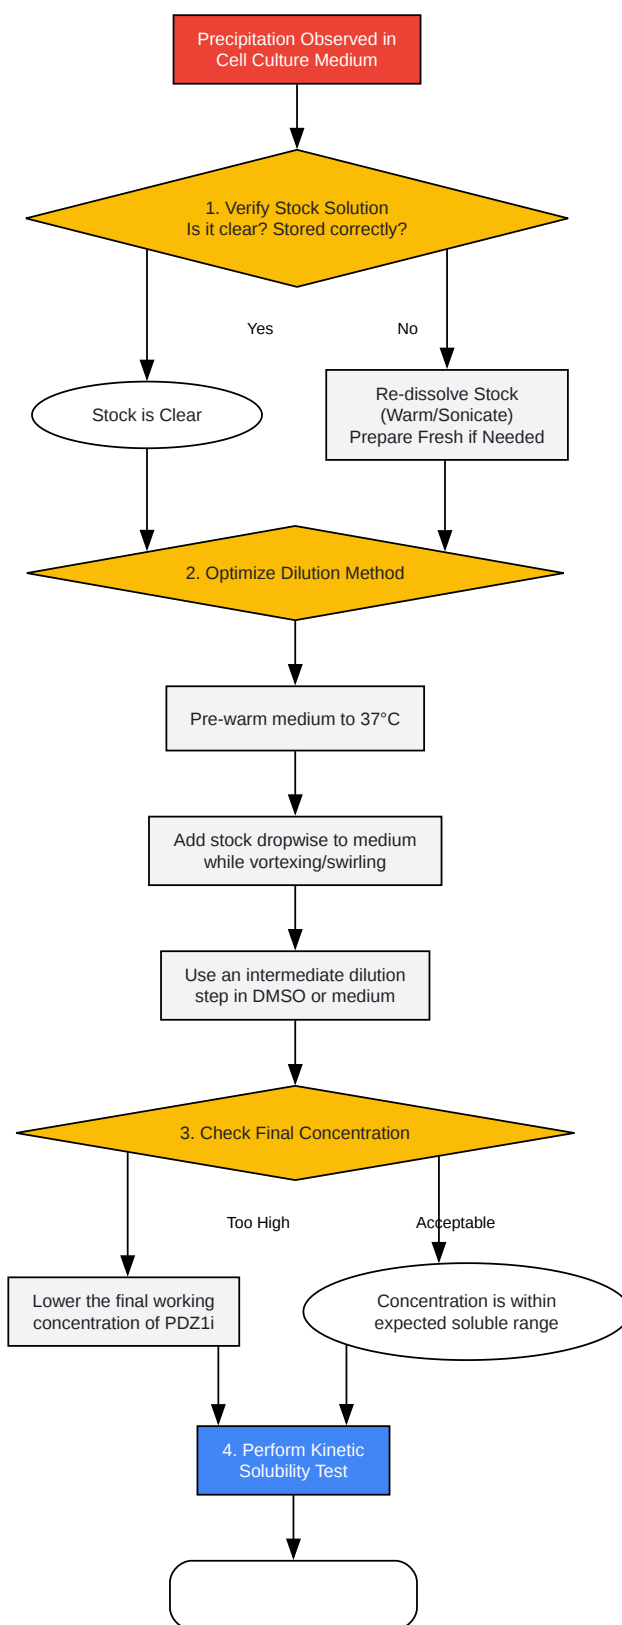 Precipitation Observed in
Cell Culture Medium
1. Verify Stock Solution
Is it clear? Stored correctly?
Yes
No
Stock is Clear
Re-dissolve Stock
(Warm/Sonicate)
Prepare Fresh if Needed
2. Optimize Dilution Method
Pre-warm medium to 37°C
Add stock dropwise to medium
while vortexing/swirling
Use an intermediate dilution
step in DMSO or medium
3. Check Final Concentration
Too High
Acceptable
Lower the final working
concentration of PDZ1i
Concentration is within
expected soluble range
4. Perform Kinetic
Solubility Test